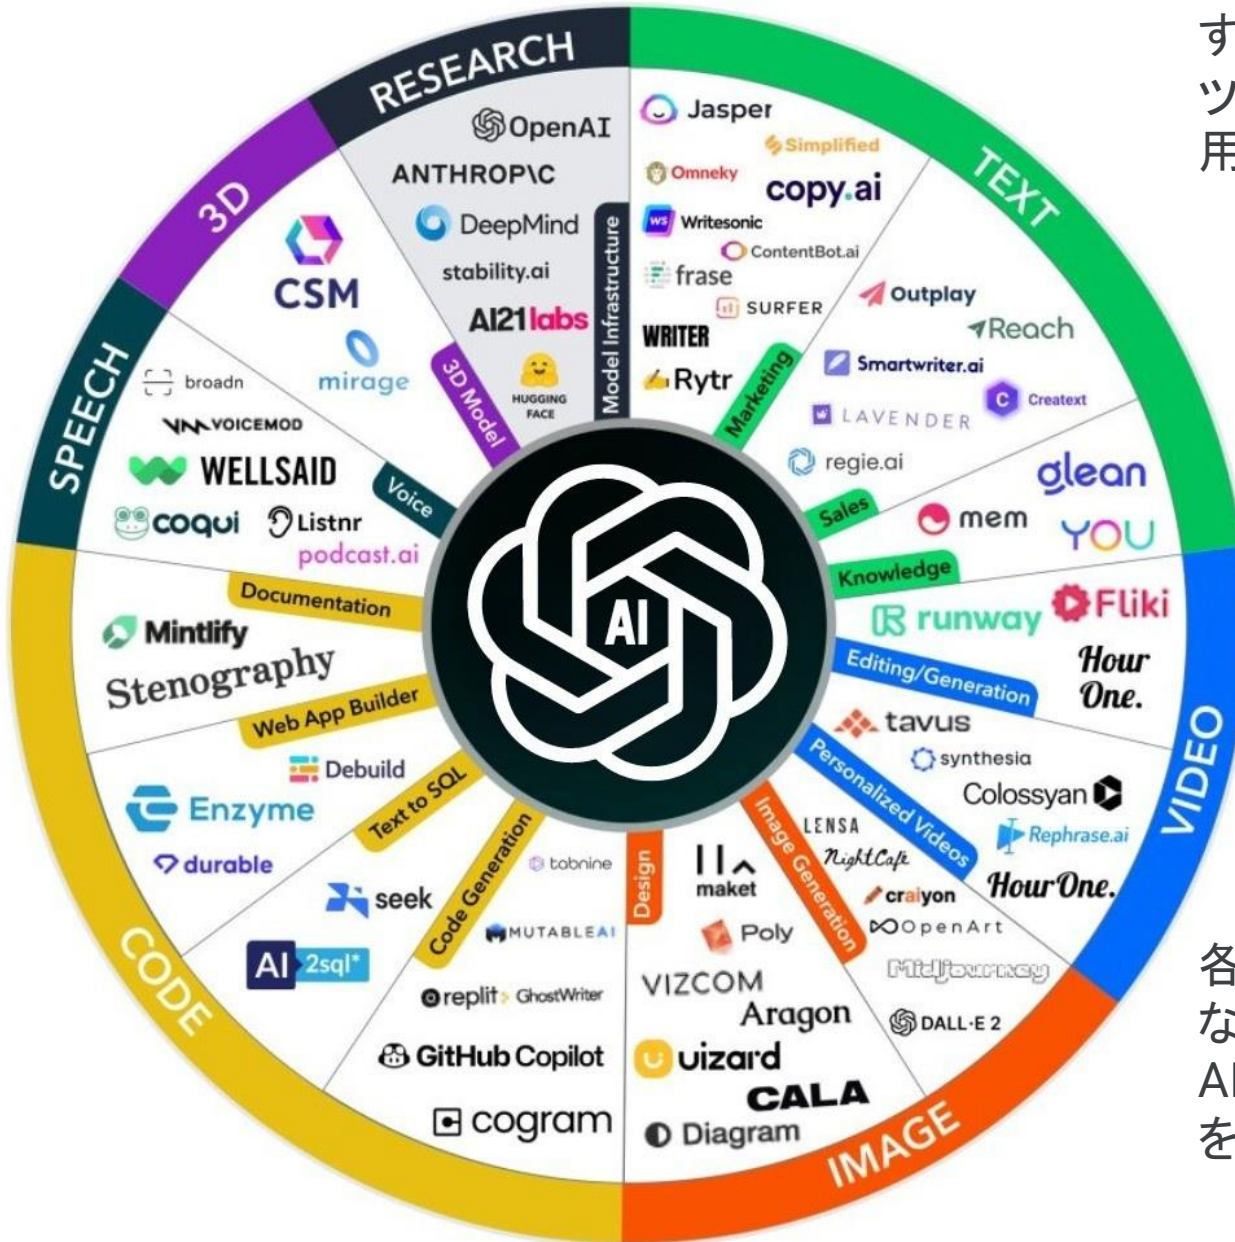 RESEARCH
OpenAI
ANTHROP\C
DeepMind
stability.ai
AI21labs
HUGGING
FACE
Model Infrastructure
TEXT
Jasper
Simplified
Omneky
copy.ai
WS Writesonic
ContentBot.ai
frase
SURFER
WRITER
Rytr
Marketing
Outplay
Reach
Smartwriter.ai
C Creatext
LAVENDER
regie.ai
Sales
glean
mem
YOU
Knowledge
VIDEO
runway
Fliki
Hour
One.
Editing/Generation
tavus
synthesia
Colossyan
Rephrase.ai
Hour One.
Personalized Videos
IMAGE
LENSA
NightCafé
craiyon
OpenArt
Midjourney
DALL·E 2
Image Generation
maket
Poly
VIZCOM
Aragon
uizard
CALA
Diagram
Design
CODE
tabnine
MUTABLEAI
replit GhostWriter
GitHub Copilot
cogram
Code Generation
seek
AI 2sql*
Text to SQL
Debuild
Enzyme
durable
Web App Builder
Mintlify
Stenography
Documentation
SPEECH
broadn
VOICEMOD
WELLSAID
coqui
Listnr
podcast.ai
Voice
3D
CSM
mirage
3D Model
AI
す
ツ
用
各
な
AI
を